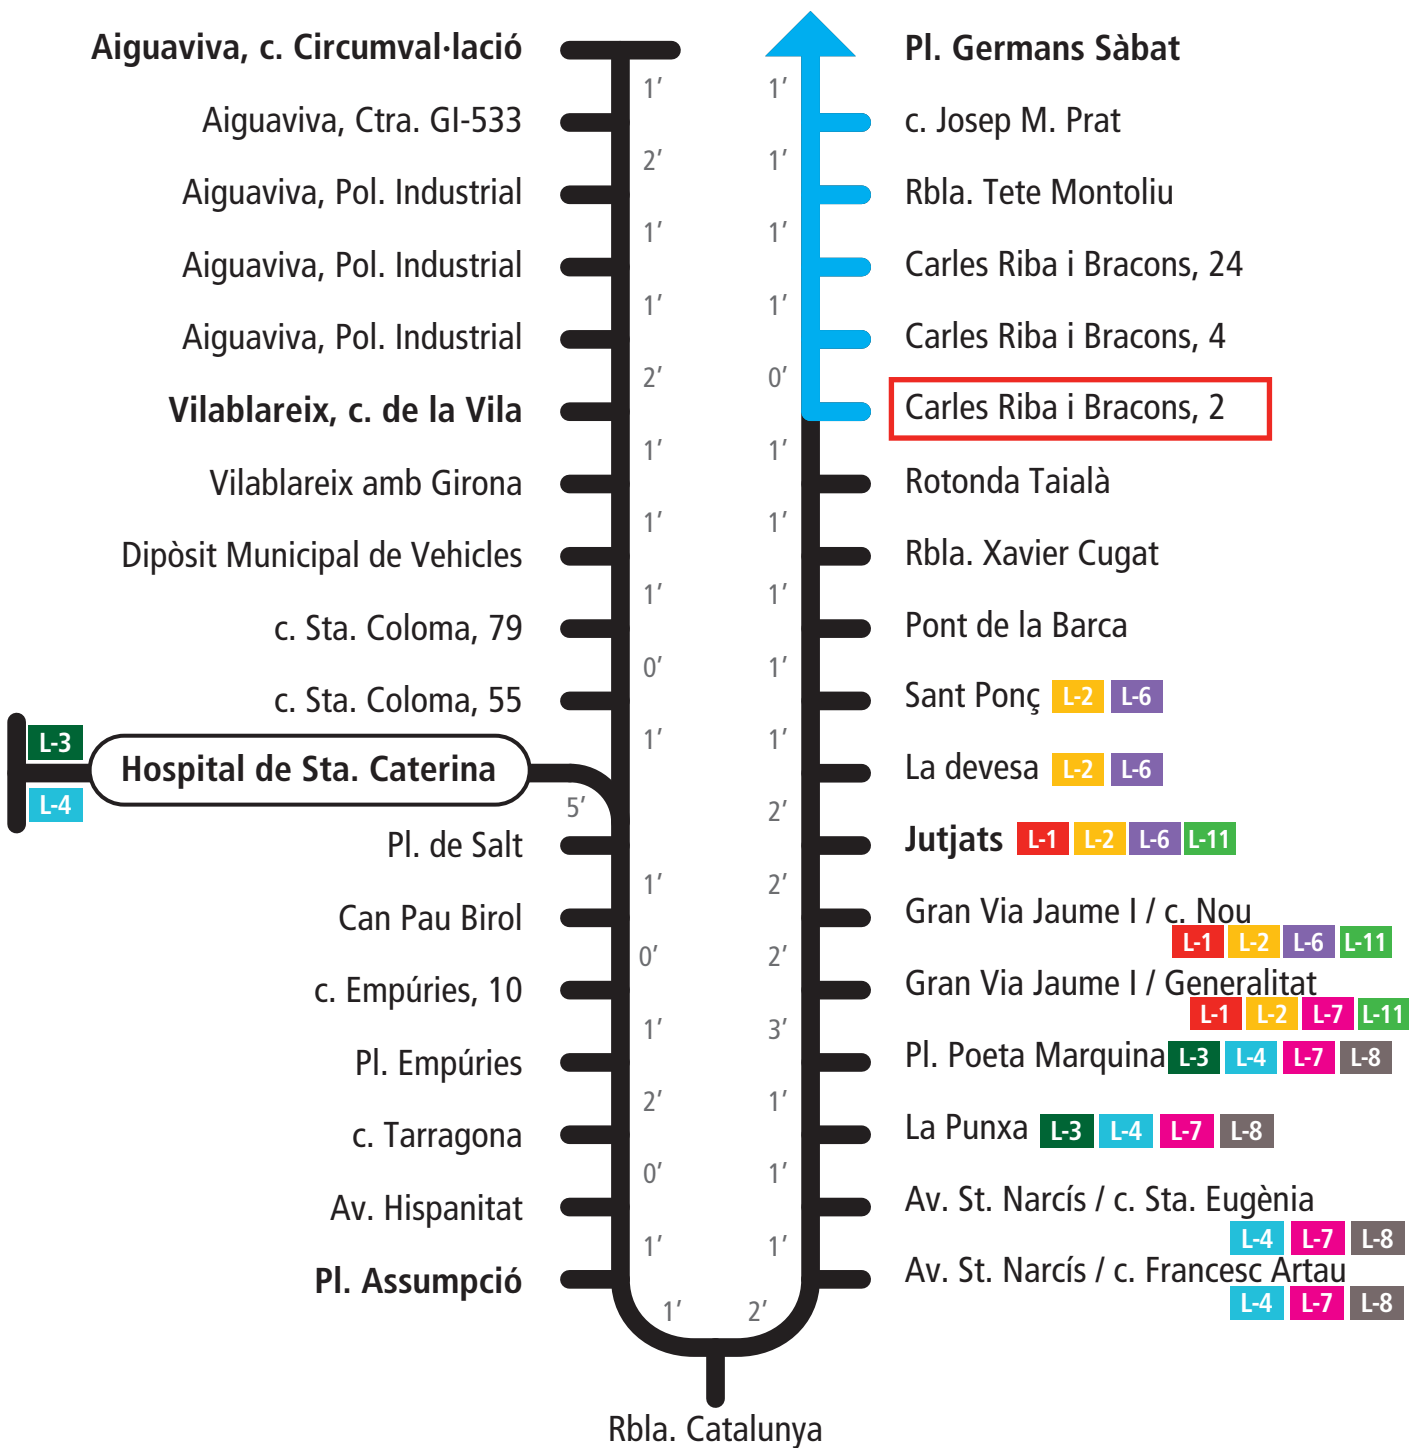 Aiguaviva, c. Circumval·lació
1’
Aiguaviva, Ctra. GI-533
2’
Aiguaviva, Pol. Industrial
1’
Aiguaviva, Pol. Industrial
1’
Aiguaviva, Pol. Industrial
2’
Vilablareix, c. de la Vila
1’
Vilablareix amb Girona
1’
Dipòsit Municipal de Vehicles
1’
c. Sta. Coloma, 79
0’
c. Sta. Coloma, 55
1’
L-3
Hospital de Sta. Caterina
L-4
5’
Pl. de Salt
1’
Can Pau Birol
0’
c. Empúries, 10
1’
Pl. Empúries
2’
c. Tarragona
0’
Av. Hispanitat
1’
Pl. Assumpció
1’
Rbla. Catalunya
Pl. Germans Sàbat
1’
c. Josep M. Prat
1’
Rbla. Tete Montoliu
1’
Carles Riba i Bracons, 24
1’
Carles Riba i Bracons, 4
0’
Carles Riba i Bracons, 2
1’
Rotonda Taialà
1’
Rbla. Xavier Cugat
1’
Pont de la Barca
1’
Sant Ponç L-2 L-6
1’
La devesa L-2 L-6
2’
Jutjats L-1 L-2 L-6 L-11
2’
Gran Via Jaume I / c. Nou
L-1 L-2 L-6 L-11
2’
Gran Via Jaume I / Generalitat
L-1 L-2 L-7 L-11
3’
Pl. Poeta Marquina L-3 L-4 L-7 L-8
1’
La Punxa L-3 L-4 L-7 L-8
1’
Av. St. Narcís / c. Sta. Eugènia
L-4 L-7 L-8
1’
Av. St. Narcís / c. Francesc Artau
L-4 L-7 L-8
2’